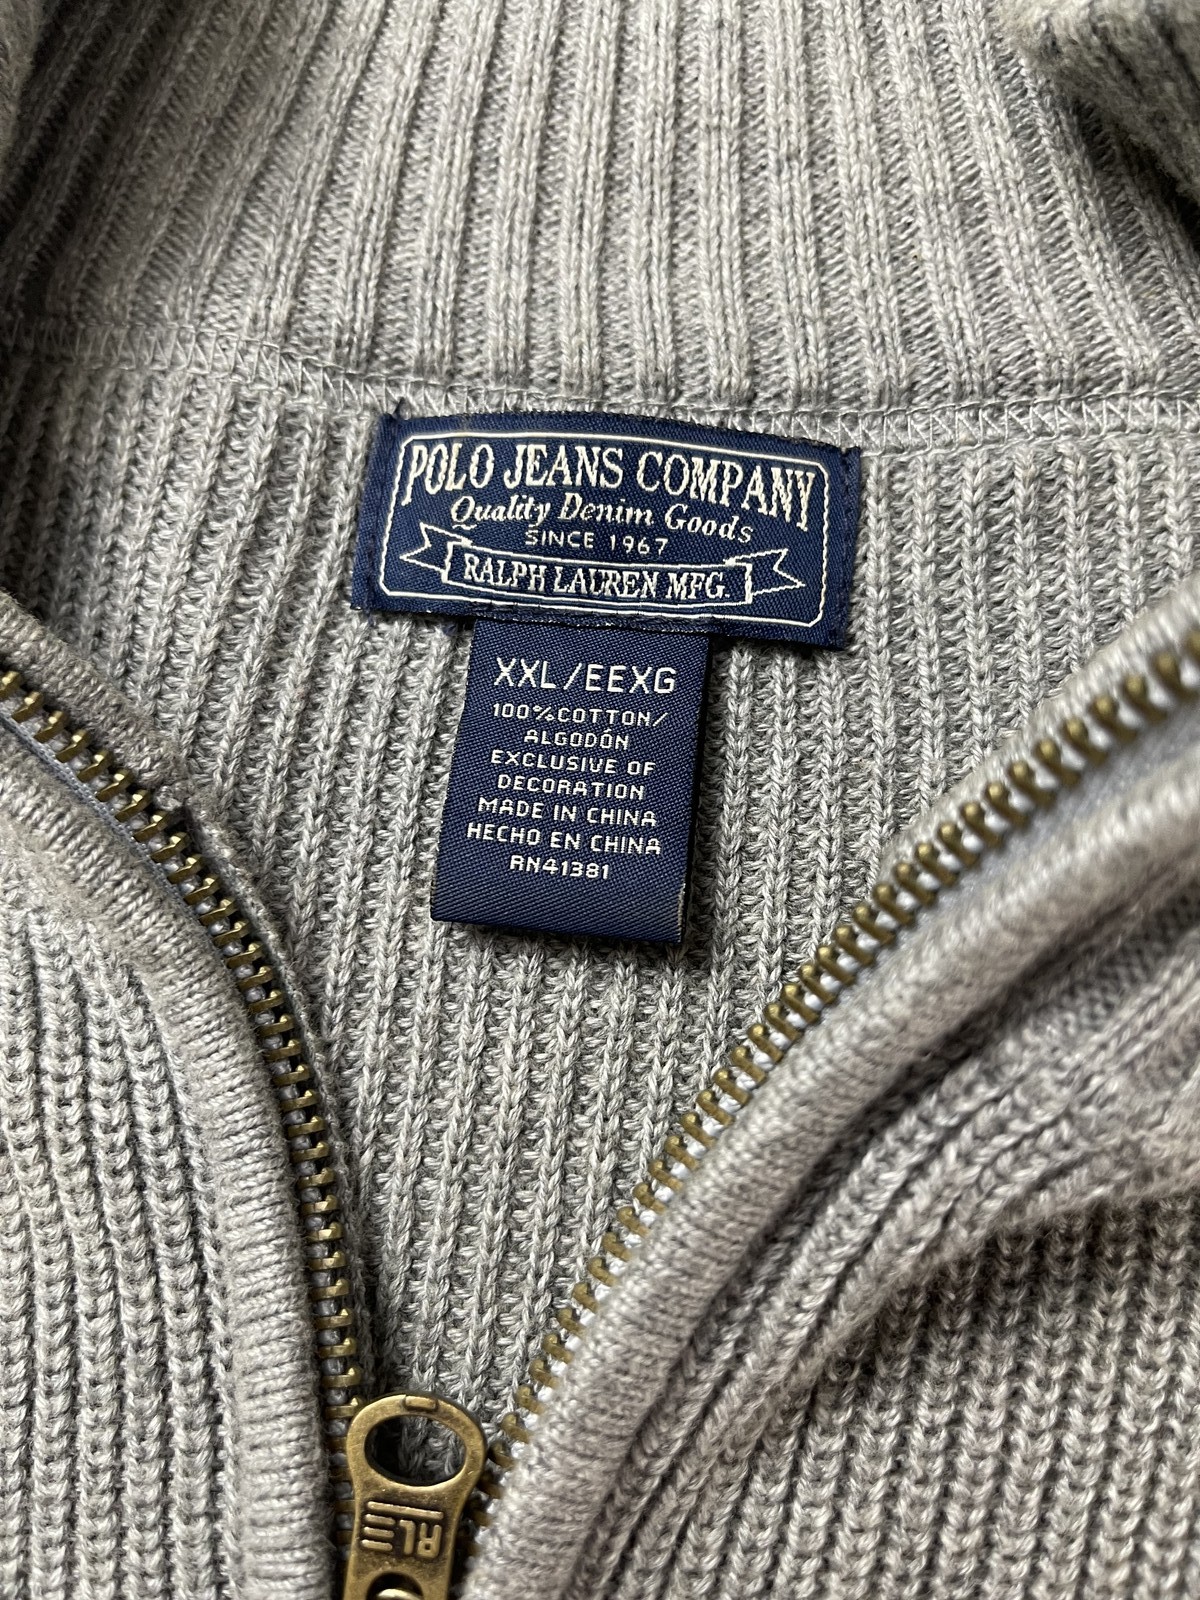 POLO JEANS COMPANY
Quality Denim Goods
SINCE 1967
RALPH LAUREN MFG.
XXL/EEXG
100%COTTON/
ALGODÓN
EXCLUSIVE OF
DECORATION
MADE IN CHINA
HECHO EN CHINA
RN41381
RL